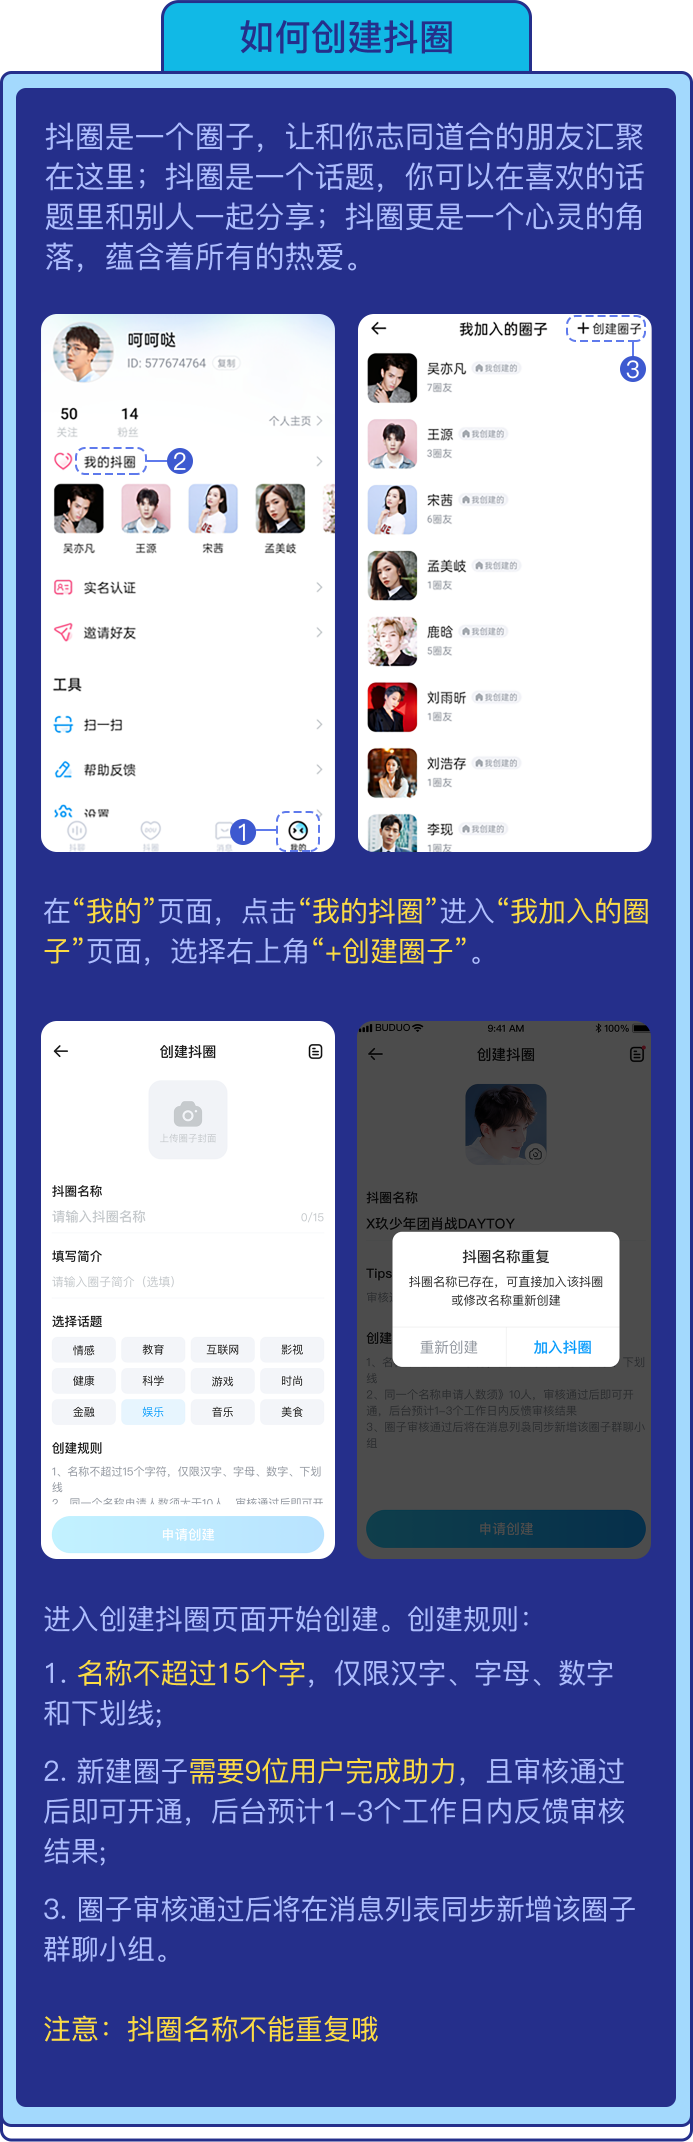 如何创建抖圈
抖圈是一个圈子，让和你志同道合的朋友汇聚
在这里；抖圈是一个话题，你可以在喜欢的话
题里和别人一起分享；抖圈更是一个心灵的角
落，蕴含着所有的热爱。
呵呵哒
ID: 577674764 复制
50 14
关注 粉丝
个人主页
我的抖圈 2
吴亦凡 王源 宋茜 孟美岐
实名认证
邀请好友
工具
扫一扫
帮助反馈
设置
抖聊 抖圈 消息 1 我的
我加入的圈子 +创建圈子
3
吴亦凡 我创建的
7圈友
王源 我创建的
3圈友
宋茜 我创建的
6圈友
孟美岐 我创建的
1圈友
鹿晗 我创建的
5圈友
刘雨昕 我创建的
1圈友
刘浩存 我创建的
1圈友
李现 我创建的
1圈友
在“我的”页面，点击“我的抖圈”进入“我加入的圈
子”页面，选择右上角“+创建圈子”。
创建抖圈
上传圈子封面
抖圈名称
请输入抖圈名称 0/15
填写简介
请输入圈子简介（选填）
选择话题
情感 教育 互联网 影视
健康 科学 游戏 时尚
金融 娱乐 音乐 美食
创建规则
1、名称不超过15个字符，仅限汉字、字母、数字、下划
线
2、同一个名称申请人数须大于10人，审核通过后即可开
申请创建
BUDUO 9:41 AM 100%
创建抖圈
抖圈名称
X玖少年团肖战DAYTOY
Tips
审核
抖圈名称重复
抖圈名称已存在，可直接加入该抖圈
或修改名称重新创建
重新创建 加入抖圈
创建
1、名 下划
线
2、同一个名称申请人数须》10人，审核通过后即可开
通，后台预计1-3个工作日内反馈审核结果
3、圈子审核通过后将在消息列表同步新增该圈子群聊小
组
申请创建
进入创建抖圈页面开始创建。创建规则：
1. 名称不超过15个字，仅限汉字、字母、数字
和下划线;
2. 新建圈子需要9位用户完成助力，且审核通过
后即可开通，后台预计1-3个工作日内反馈审核
结果;
3. 圈子审核通过后将在消息列表同步新增该圈子
群聊小组。
注意：抖圈名称不能重复哦